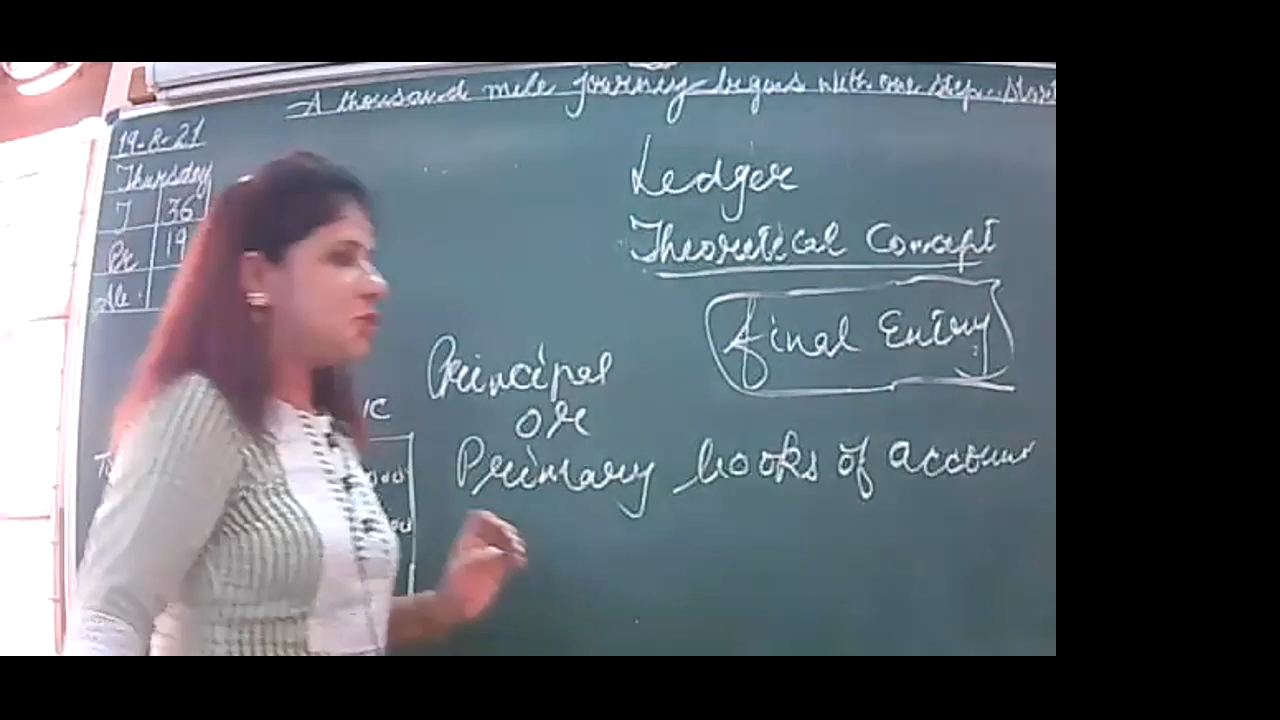 A thousand mile journey begins with one step..
19-8-21
Thursday
T 36
Pr 19
Ab.
Ledger
Theoretical Concept
Final Entry
Principal
or
Primary books of account